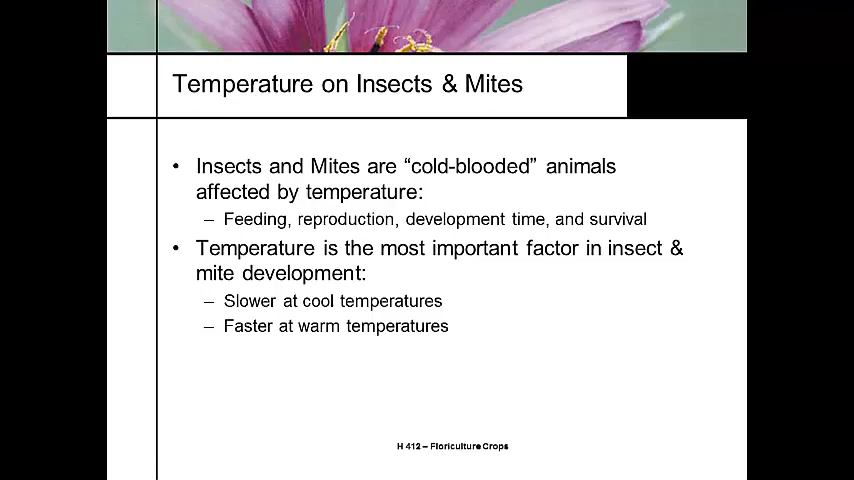 Temperature on Insects & Mites
• Insects and Mites are “cold-blooded” animals
affected by temperature:
– Feeding, reproduction, development time, and survival
• Temperature is the most important factor in insect &
mite development:
– Slower at cool temperatures
– Faster at warm temperatures
H 412 – Floriculture Crops